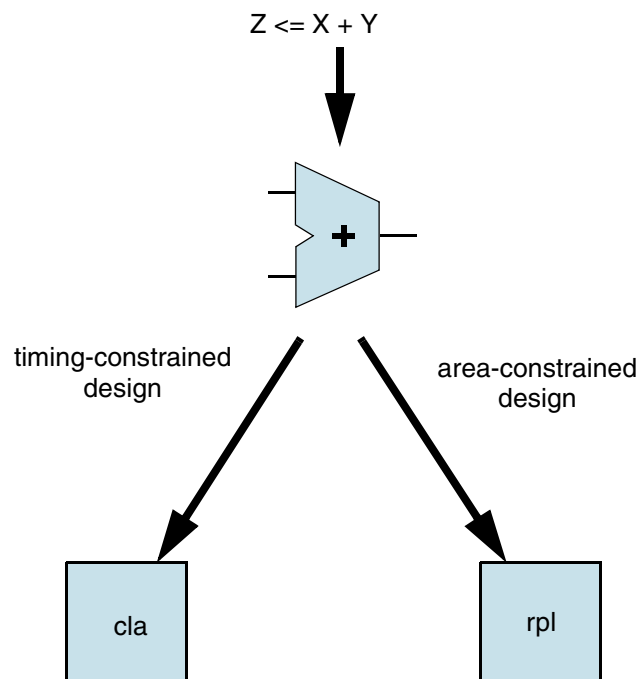 Z <= X + Y
+
timing-constrained
design
area-constrained
design
cla
rpl